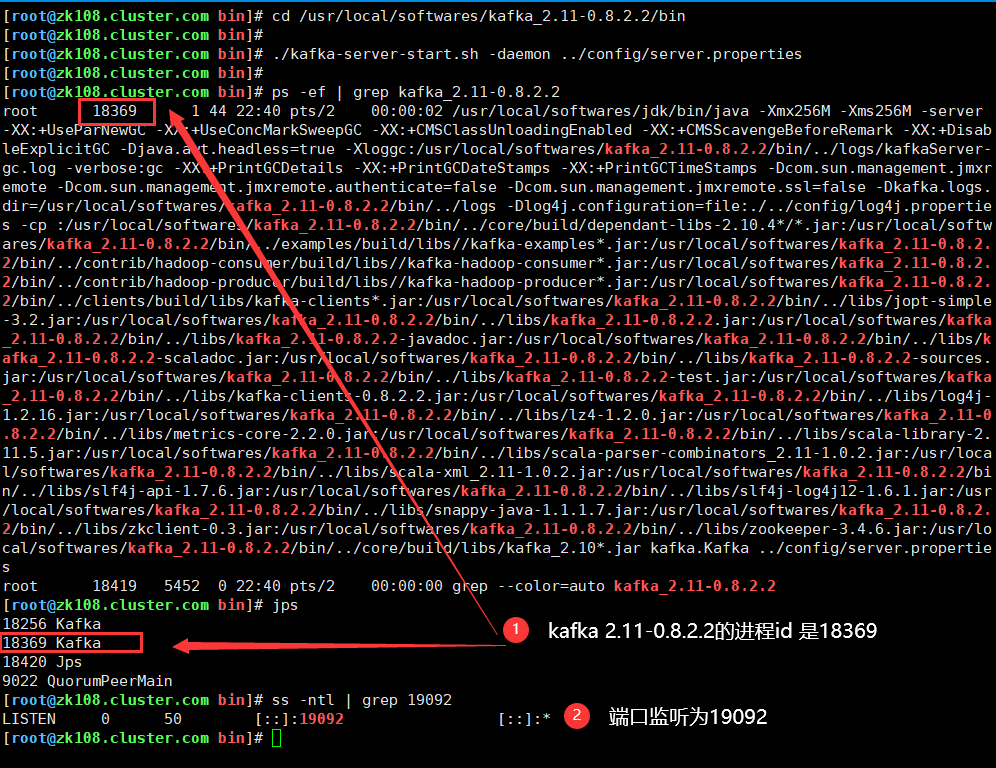 [root@zk108.cluster.com bin]# cd /usr/local/softwares/kafka_2.11-0.8.2.2/bin
[root@zk108.cluster.com bin]#
[root@zk108.cluster.com bin]# ./kafka-server-start.sh -daemon ../config/server.properties
[root@zk108.cluster.com bin]#
[root@zk108.cluster.com bin]# ps -ef | grep kafka_2.11-0.8.2.2
root 18369 1 44 22:40 pts/2 00:00:02 /usr/local/softwares/jdk/bin/java -Xmx256M -Xms256M -server
-XX:+UseParNewGC -XX:+UseConcMarkSweepGC -XX:+CMSClassUnloadingEnabled -XX:+CMSScavengeBeforeRemark -XX:+Disab
leExplicitGC -Djava.awt.headless=true -Xloggc:/usr/local/softwares/kafka_2.11-0.8.2.2/bin/../logs/kafkaServer-
gc.log -verbose:gc -XX:+PrintGCDetails -XX:+PrintGCDateStamps -XX:+PrintGCTimeStamps -Dcom.sun.management.jmxr
emote -Dcom.sun.management.jmxremote.authenticate=false -Dcom.sun.management.jmxremote.ssl=false -Dkafka.logs.
dir=/usr/local/softwares/kafka_2.11-0.8.2.2/bin/../logs -Dlog4j.configuration=file:./../config/log4j.propertie
s -cp :/usr/local/softwares/kafka_2.11-0.8.2.2/bin/../core/build/dependant-libs-2.10.4*/*.jar:/usr/local/softw
ares/kafka_2.11-0.8.2.2/bin/../examples/build/libs//kafka-examples*.jar:/usr/local/softwares/kafka_2.11-0.8.2.
2/bin/../contrib/hadoop-consumer/build/libs//kafka-hadoop-consumer*.jar:/usr/local/softwares/kafka_2.11-0.8.2.
2/bin/../contrib/hadoop-producer/build/libs//kafka-hadoop-producer*.jar:/usr/local/softwares/kafka_2.11-0.8.2.
2/bin/../clients/build/libs/kafka-clients*.jar:/usr/local/softwares/kafka_2.11-0.8.2.2/bin/../libs/jopt-simple
-3.2.jar:/usr/local/softwares/kafka_2.11-0.8.2.2/bin/../libs/kafka_2.11-0.8.2.2.jar:/usr/local/softwares/kafka
_2.11-0.8.2.2/bin/../libs/kafka_2.11-0.8.2.2-javadoc.jar:/usr/local/softwares/kafka_2.11-0.8.2.2/bin/../libs/k
afka_2.11-0.8.2.2-scaladoc.jar:/usr/local/softwares/kafka_2.11-0.8.2.2/bin/../libs/kafka_2.11-0.8.2.2-sources.
jar:/usr/local/softwares/kafka_2.11-0.8.2.2/bin/../libs/kafka_2.11-0.8.2.2-test.jar:/usr/local/softwares/kafka
_2.11-0.8.2.2/bin/../libs/kafka-clients-0.8.2.2.jar:/usr/local/softwares/kafka_2.11-0.8.2.2/bin/../libs/log4j-
1.2.16.jar:/usr/local/softwares/kafka_2.11-0.8.2.2/bin/../libs/lz4-1.2.0.jar:/usr/local/softwares/kafka_2.11-0
.8.2.2/bin/../libs/metrics-core-2.2.0.jar:/usr/local/softwares/kafka_2.11-0.8.2.2/bin/../libs/scala-library-2.
11.5.jar:/usr/local/softwares/kafka_2.11-0.8.2.2/bin/../libs/scala-parser-combinators_2.11-1.0.2.jar:/usr/loca
l/softwares/kafka_2.11-0.8.2.2/bin/../libs/scala-xml_2.11-1.0.2.jar:/usr/local/softwares/kafka_2.11-0.8.2.2/bi
n/../libs/slf4j-api-1.7.6.jar:/usr/local/softwares/kafka_2.11-0.8.2.2/bin/../libs/slf4j-log4j12-1.6.1.jar:/usr
/local/softwares/kafka_2.11-0.8.2.2/bin/../libs/snappy-java-1.1.1.7.jar:/usr/local/softwares/kafka_2.11-0.8.2.
2/bin/../libs/zkclient-0.3.jar:/usr/local/softwares/kafka_2.11-0.8.2.2/bin/../libs/zookeeper-3.4.6.jar:/usr/lo
cal/softwares/kafka_2.11-0.8.2.2/bin/../core/build/libs/kafka_2.10*.jar kafka.Kafka ../config/server.propertie
s
root 18419 5452 0 22:40 pts/2 00:00:00 grep --color=auto kafka_2.11-0.8.2.2
[root@zk108.cluster.com bin]# jps
18256 Kafka
1 kafka 2.11-0.8.2.2的进程id 是18369
18369 Kafka
18420 Jps
9022 QuorumPeerMain
[root@zk108.cluster.com bin]# ss -ntl | grep 19092
LISTEN 0 50 [::]:19092 [::]:*
2 端口监听为19092
[root@zk108.cluster.com bin]#